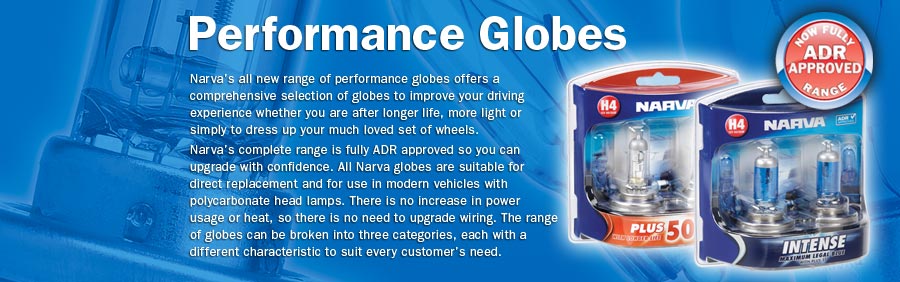 Performance Globes
Narva's all new range of performance globes offers a
comprehensive selection of globes to improve your driving
experience whether you are after longer life, more light or
simply to dress up your much loved set of wheels.
Narva's complete range is fully ADR approved so you can
upgrade with confidence. All Narva globes are suitable for
direct replacement and for use in modern vehicles with
polycarbonate head lamps. There is no increase in power
usage or heat, so there is no need to upgrade wiring. The range
of globes can be broken into three categories, each with a
different characteristic to suit every customer's need.
NOW FULLY
ADR
APPROVED
RANGE
H4
NARVA
PLUS 50
H4
NARVA
ADR
INTENSE
MAXIMUM LEGAL BLUE